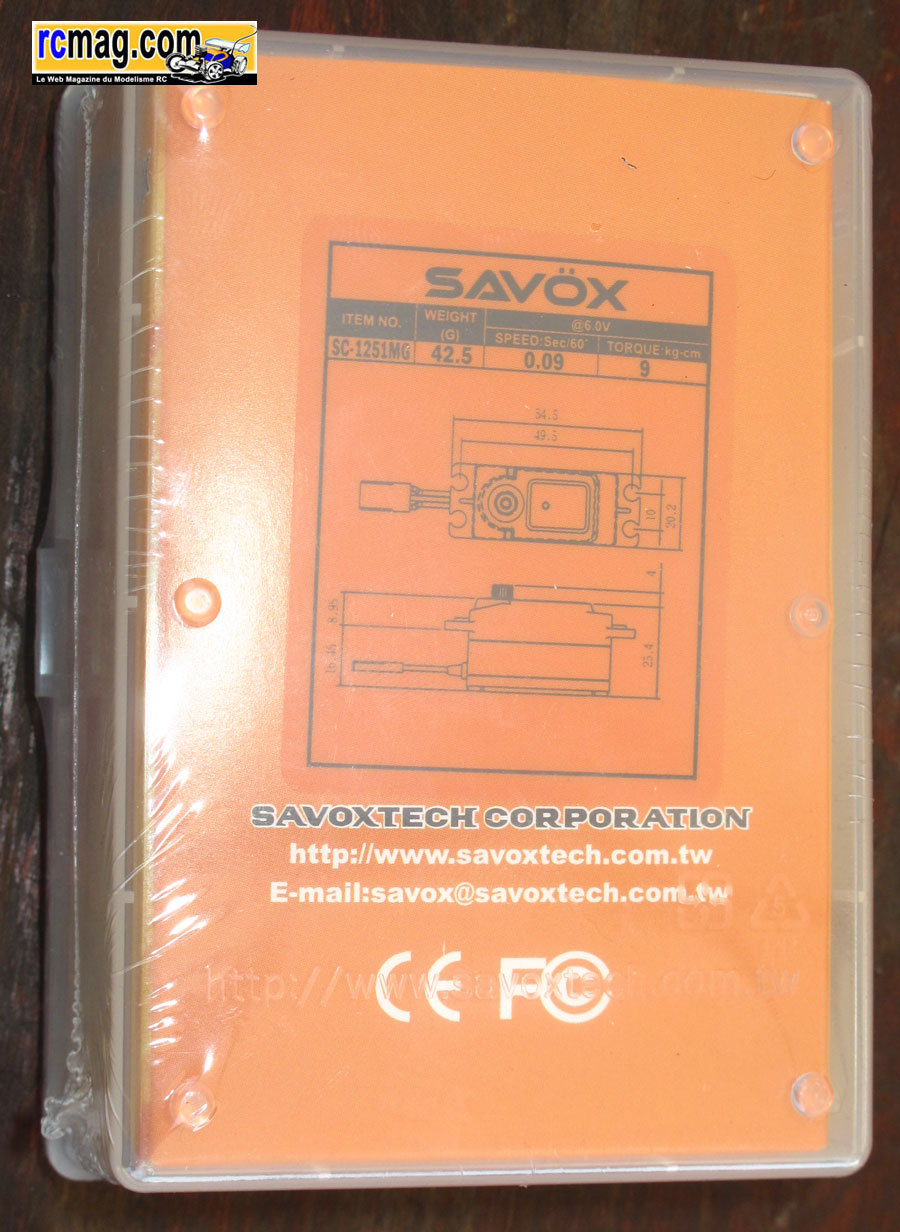 rcmag.com
Le Web Magazine du Modelisme RC
SAVÖX
ITEM NO. WEIGHT (G) @6.0V
SPEED:Sec/60° TORQUE:kg-cm
SC-1251MG 42.5 0.09 9
54.5
49.5
10
20.2
4
8.95
25.4
SAVOXTECH CORPORATION
http://www.savoxtech.com.tw
E-mail:savox@savoxtech.com.tw
CE FC
http://www.savoxtech.com.tw